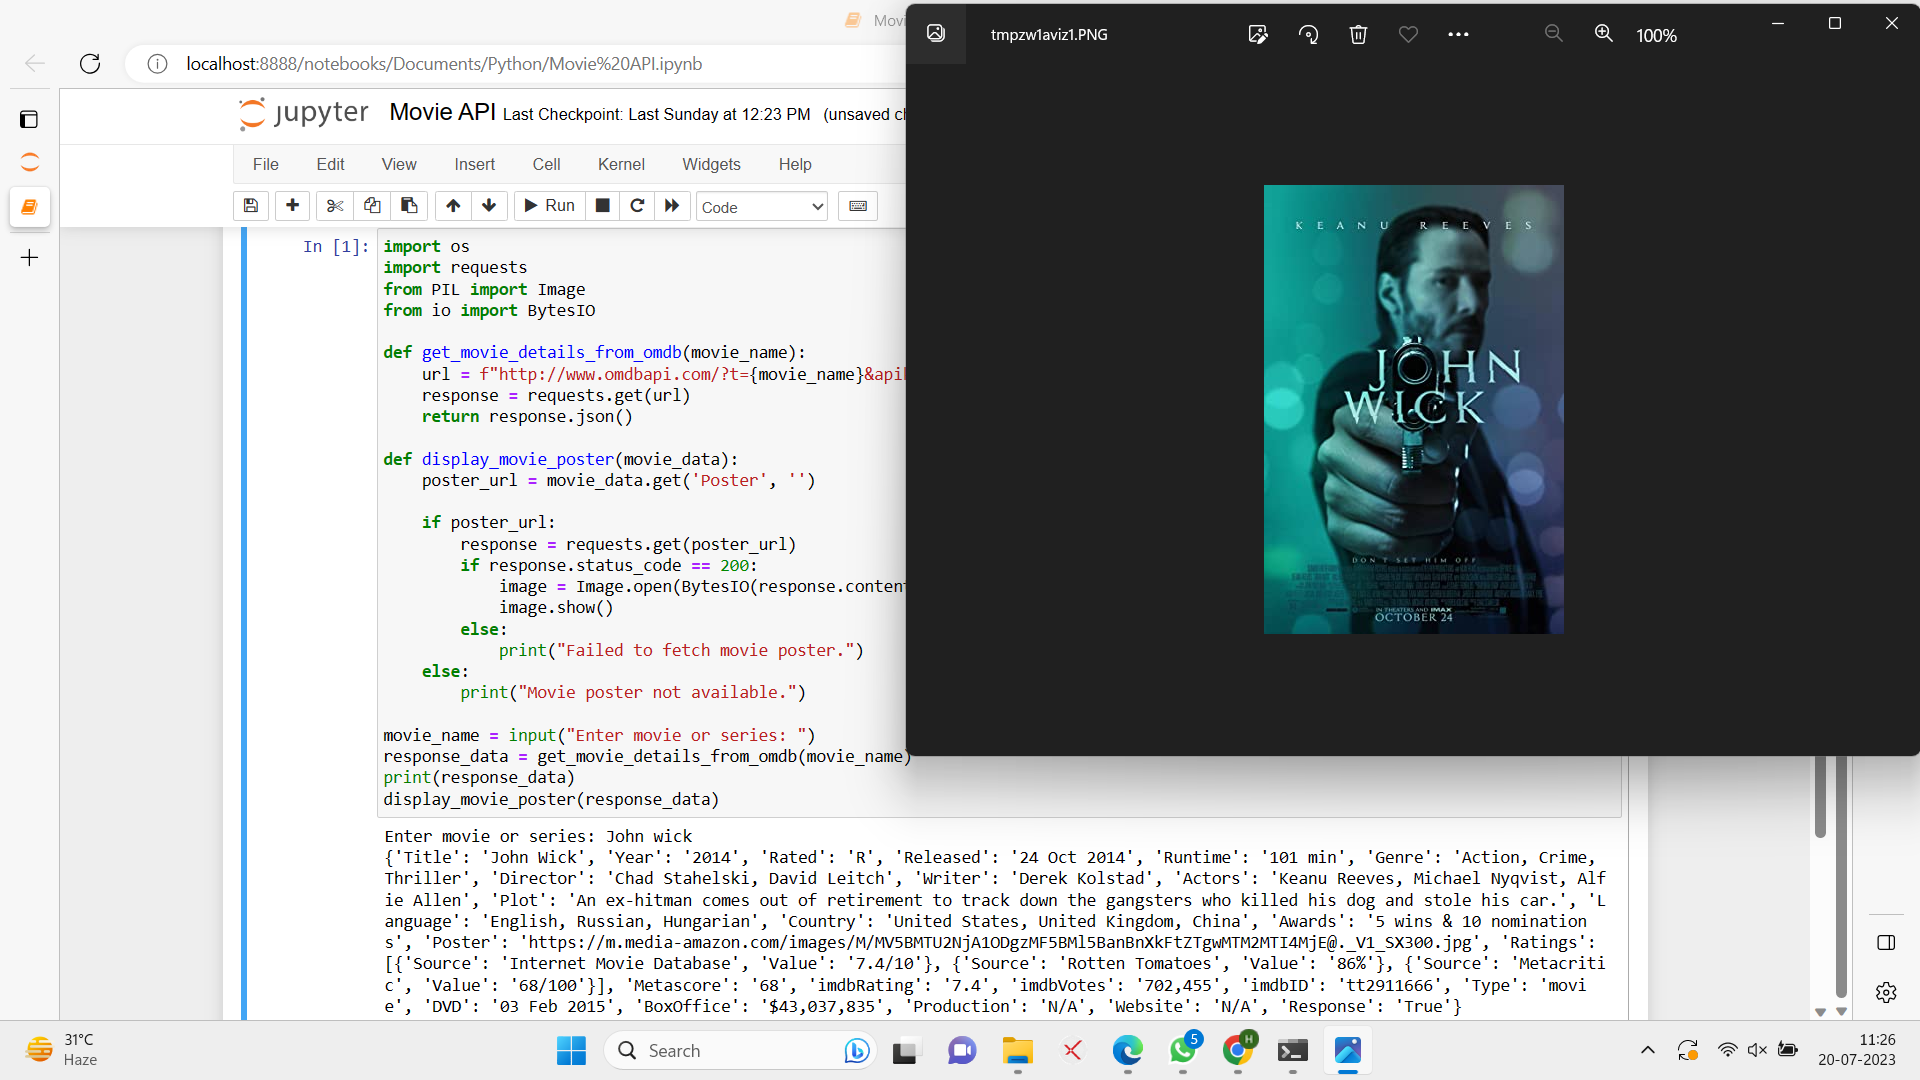 Movi
localhost:8888/notebooks/Documents/Python/Movie%20API.ipynb
jupyter Movie API Last Checkpoint: Last Sunday at 12:23 PM (unsaved ch
File Edit View Insert Cell Kernel Widgets Help
Run Code
In [1]:
import os
import requests
from PIL import Image
from io import BytesIO
def get_movie_details_from_omdb(movie_name):
url = f"http://www.omdbapi.com/?t={movie_name}&apik
response = requests.get(url)
return response.json()
def display_movie_poster(movie_data):
poster_url = movie_data.get('Poster', '')
if poster_url:
response = requests.get(poster_url)
if response.status_code == 200:
image = Image.open(BytesIO(response.content
image.show()
else:
print("Failed to fetch movie poster.")
else:
print("Movie poster not available.")
movie_name = input("Enter movie or series: ")
response_data = get_movie_details_from_omdb(movie_name)
print(response_data)
display_movie_poster(response_data)
Enter movie or series: John wick
{'Title': 'John Wick', 'Year': '2014', 'Rated': 'R', 'Released': '24 Oct 2014', 'Runtime': '101 min', 'Genre': 'Action, Crime,
Thriller', 'Director': 'Chad Stahelski, David Leitch', 'Writer': 'Derek Kolstad', 'Actors': 'Keanu Reeves, Michael Nyqvist, Alf
ie Allen', 'Plot': 'An ex-hitman comes out of retirement to track down the gangsters who killed his dog and stole his car.', 'L
anguage': 'English, Russian, Hungarian', 'Country': 'United States, United Kingdom, China', 'Awards': '5 wins & 10 nomination
s', 'Poster': 'https://m.media-amazon.com/images/M/MV5BMTU2NjA1ODgzMF5BMl5BanBnXkFtZTgwMTM2MTI4MjE@._V1_SX300.jpg', 'Ratings':
[{'Source': 'Internet Movie Database', 'Value': '7.4/10'}, {'Source': 'Rotten Tomatoes', 'Value': '86%'}, {'Source': 'Metacriti
c', 'Value': '68/100'}], 'Metascore': '68', 'imdbRating': '7.4', 'imdbVotes': '702,455', 'imdbID': 'tt2911666', 'Type': 'movi
e', 'DVD': '03 Feb 2015', 'BoxOffice': '$43,037,835', 'Production': 'N/A', 'Website': 'N/A', 'Response': 'True'}
tmpzw1aviz1.PNG
100%
KEANU REEVES
JOHN
WICK
DON'T SET HIM OFF
IN THEATERS AND IMAX
OCTOBER 24
31°C
Haze
Search
5
H
11:26
20-07-2023